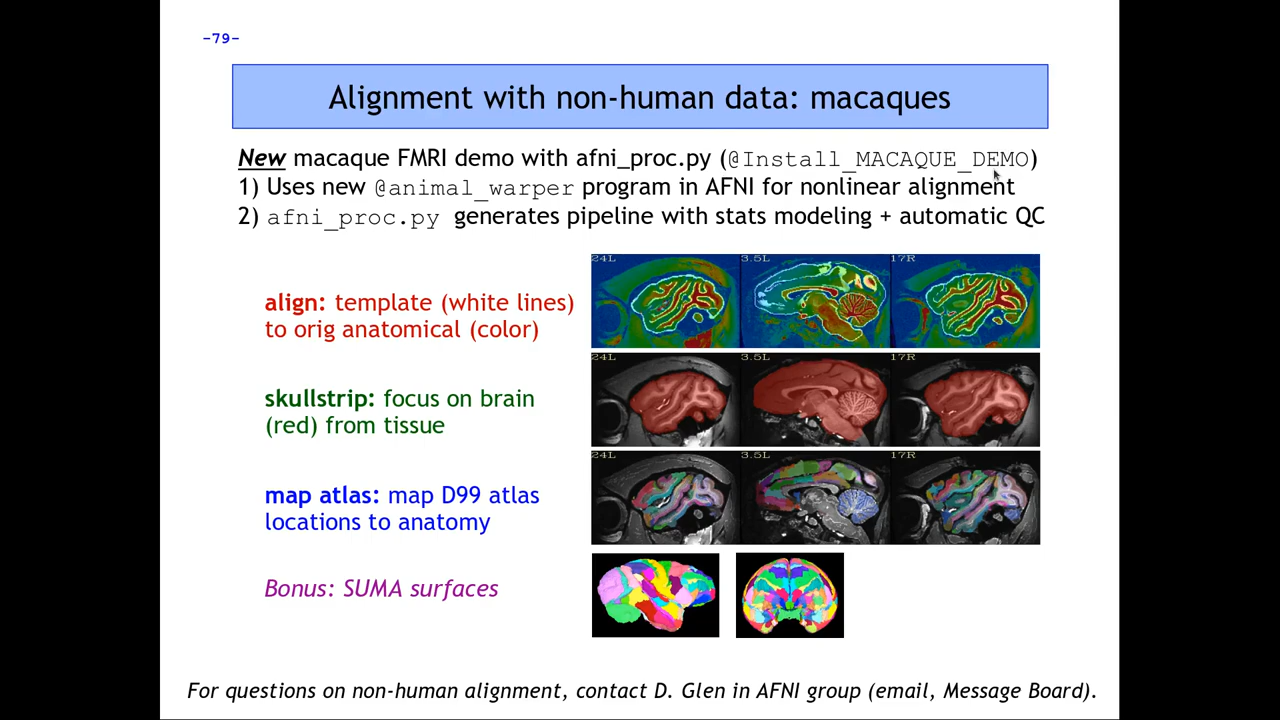 -79-
Alignment with non-human data: macaques
New macaque FMRI demo with afni_proc.py (@Install_MACAQUE_DEMO)
1) Uses new @animal_warper program in AFNI for nonlinear alignment
2) afni_proc.py generates pipeline with stats modeling + automatic QC
24L 3.5L 17R
align: template (white lines)
to orig anatomical (color)
24L 3.5L 17R
skullstrip: focus on brain
(red) from tissue
24L 3.5L 17R
map atlas: map D99 atlas
locations to anatomy
Bonus: SUMA surfaces
For questions on non-human alignment, contact D. Glen in AFNI group (email, Message Board).